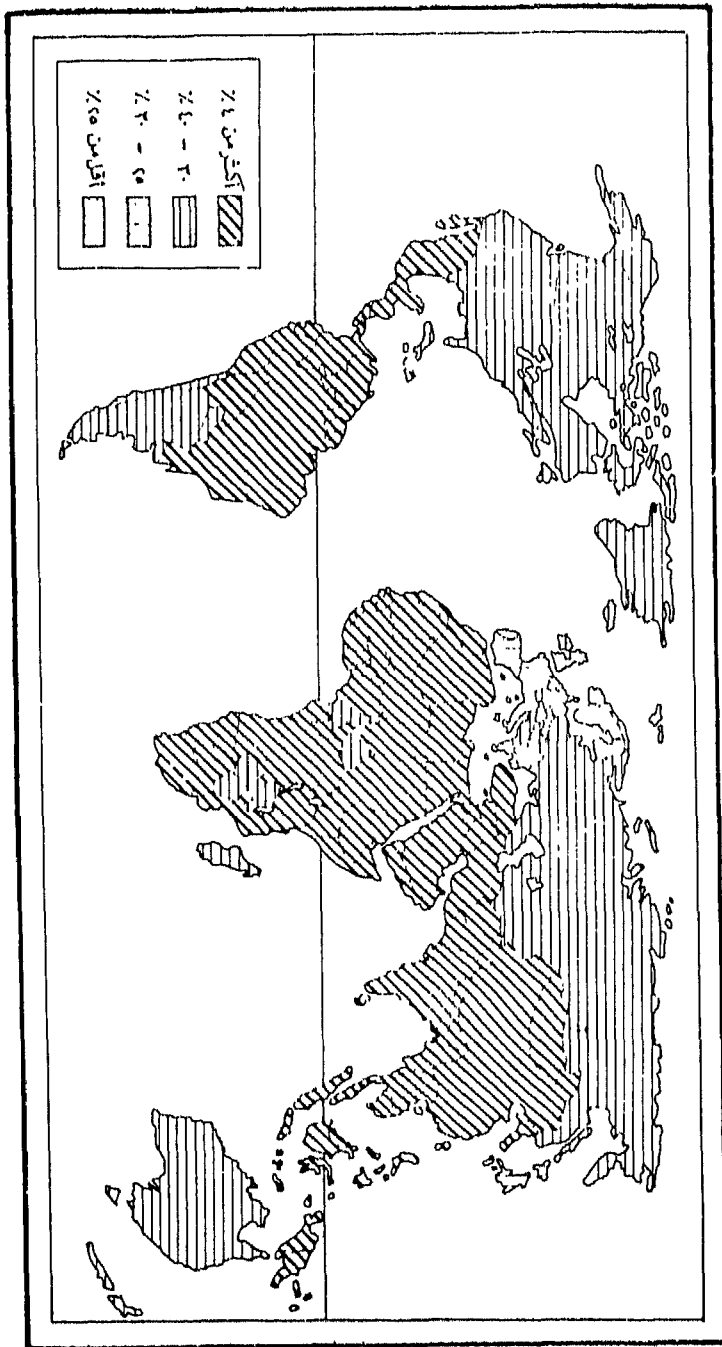 أكثر من ٤٠ ٪
٣٠ - ٤٠ ٪
٢٥ - ٣٠ ٪
أقل من ٢٥ ٪